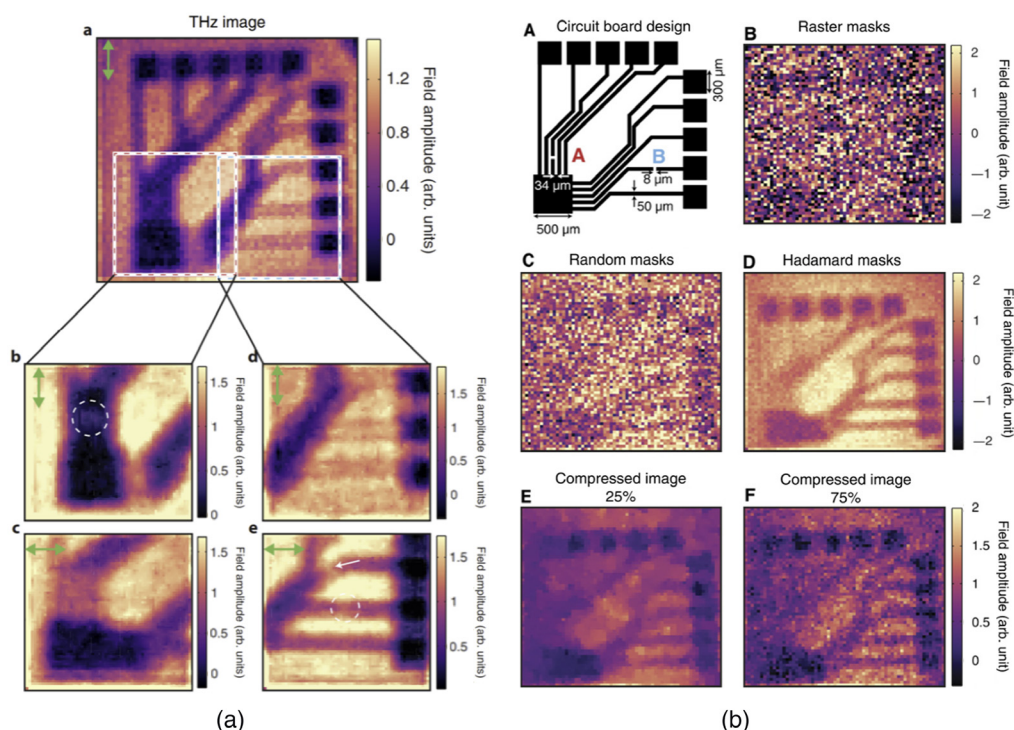 THz image
a
1.2
0.8
0.4
0
Field amplitude (arb. units)
b
1.5
1
0.5
0
Field amplitude (arb. units)
d
1.5
1
0.5
0
Field amplitude (arb. units)
c
1.5
1
0.5
0
Field amplitude (arb. units)
e
1.5
1
0.5
0
Field amplitude (arb. units)
(a)
A
Circuit board design
300 μm
A
B
34 μm
8 μm
50 μm
500 μm
B
Raster masks
2
1
0
−1
−2
Field amplitude (arb. units)
C
Random masks
D
Hadamard masks
2
1
0
−1
−2
Field amplitude (arb. unit)
E
Compressed image
25%
F
Compressed image
75%
2
1.5
1
0.5
0
Field ampltiude (arb. unit)
(b)